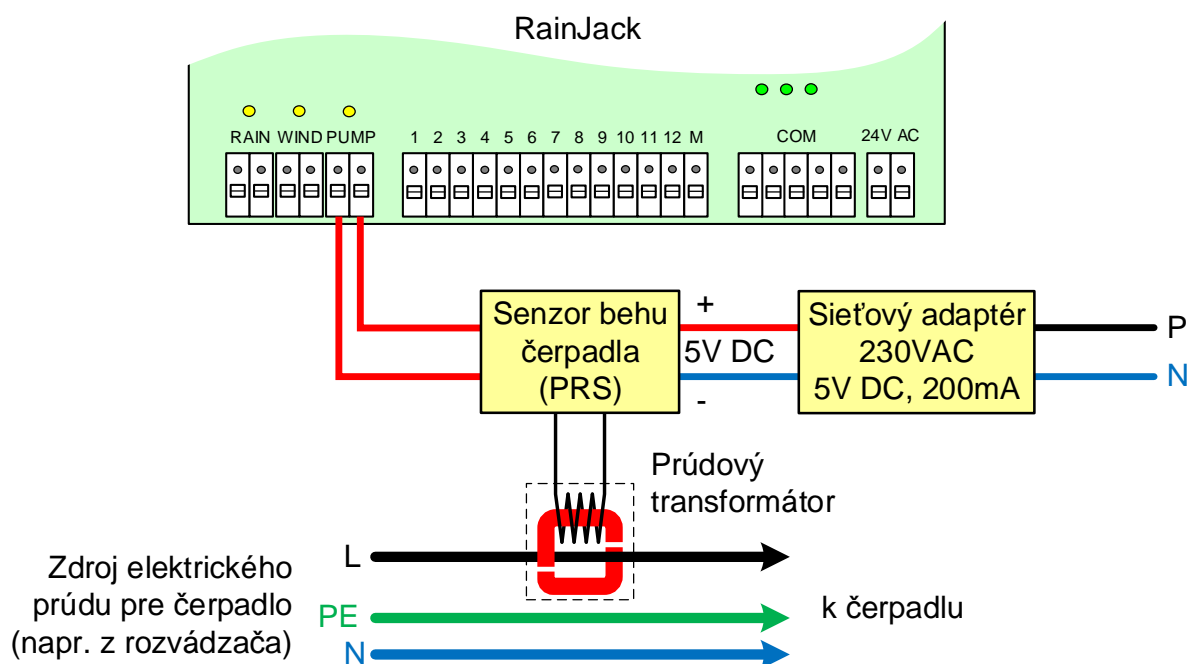 RainJack
RAIN WIND PUMP 1 2 3 4 5 6 7 8 9 10 11 12 M COM 24V AC
Senzor behu
čerpadla
(PRS)
+
5V DC
-
Sieťový adaptér
230VAC
5V DC, 200mA
P
N
Prúdový
transformátor
Zdroj elektrického
prúdu pre čerpadlo
(napr. z rozvádzača)
L
PE
N
k čerpadlu